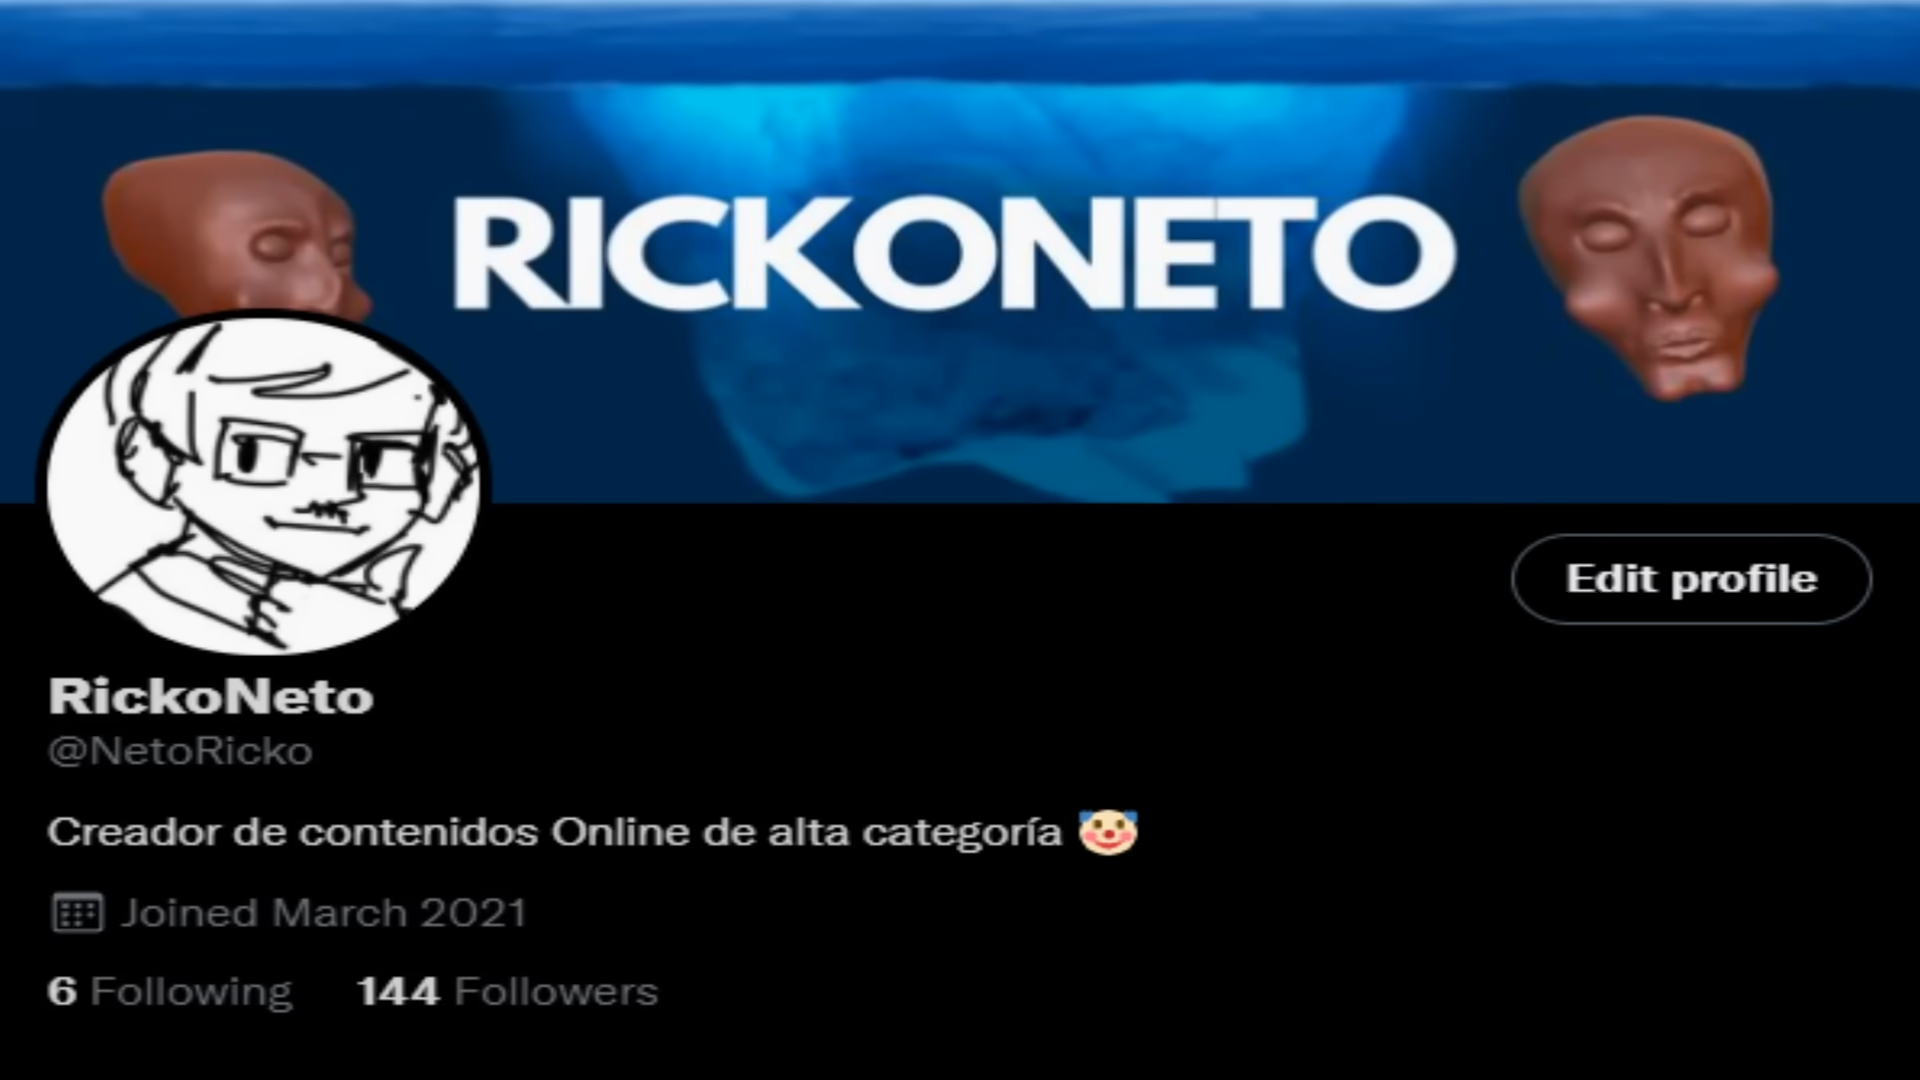 RICKONETO
Edit profile
RickoNeto
@NetoRicko
Creador de contenidos Online de alta categoría 🤡
Joined March 2021
6 Following 144 Followers